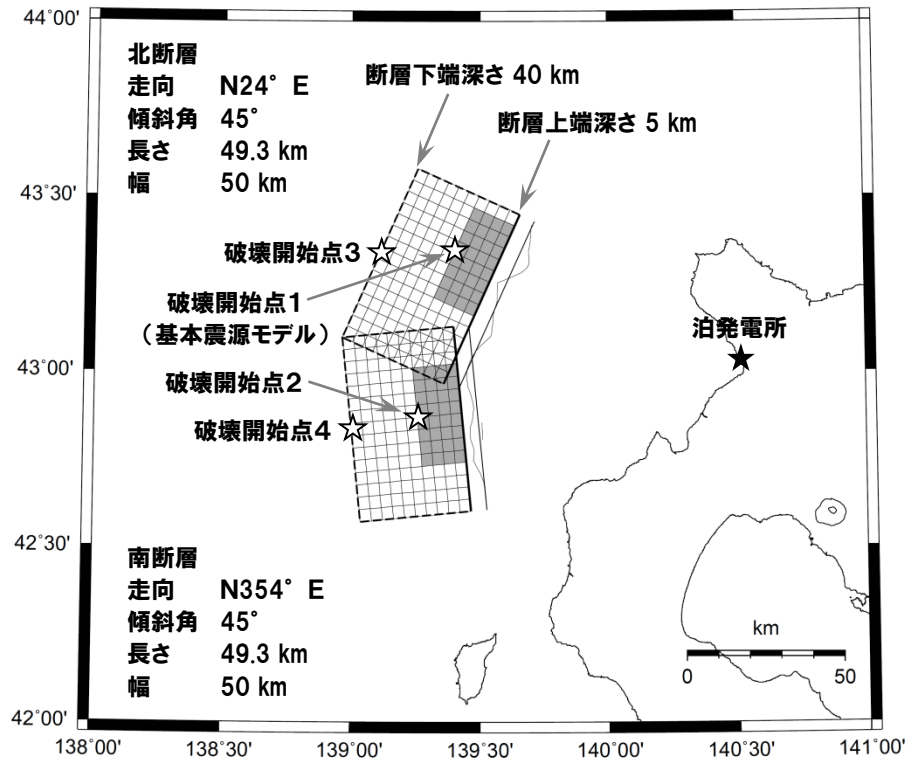 44°00'
北断層
走向 N24° E
傾斜角 45°
長さ 49.3 km
幅 50 km
断層下端深さ 40 km
断層上端深さ 5 km
43°30'
破壊開始点3
破壊開始点1
（基本震源モデル）
泊発電所
43°00'
破壊開始点2
破壊開始点4
42°30'
南断層
走向 N354° E
傾斜角 45°
長さ 49.3 km
幅 50 km
km
0 50
42°00'
138°00' 138°30' 139°00' 139°30' 140°00' 140°30' 141°00'